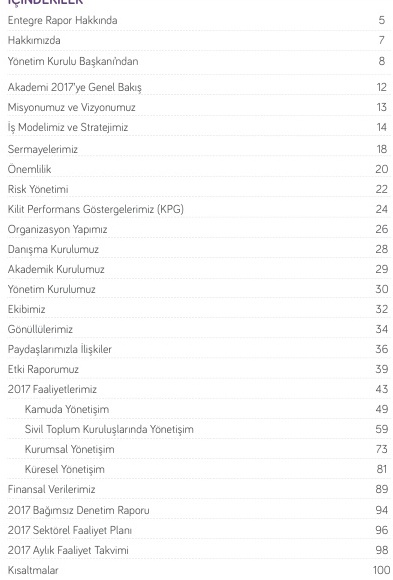 İÇİNDEKİLER
Entegre Rapor Hakkında 5
Hakkımızda 7
Yönetim Kurulu Başkanı'ndan 8
Akademi 2017'ye Genel Bakış 12
Misyonumuz ve Vizyonumuz 13
İş Modelimiz ve Stratejimiz 14
Sermayelerimiz 18
Önemlilik 20
Risk Yönetimi 22
Kilit Performans Göstergelerimiz (KPG) 24
Organizasyon Yapımız 26
Danışma Kurulumuz 28
Akademik Kurulumuz 29
Yönetim Kurulumuz 30
Ekibimiz 32
Gönüllülerimiz 34
Paydaşlarımızla İlişkiler 36
Etki Raporumuz 39
2017 Faaliyetlerimiz 43
Kamuda Yönetişim 49
Sivil Toplum Kuruluşlarında Yönetişim 59
Kurumsal Yönetişim 73
Küresel Yönetişim 81
Finansal Verilerimiz 89
2017 Bağımsız Denetim Raporu 94
2017 Sektörel Faaliyet Planı 96
2017 Aylık Faaliyet Takvimi 98
Kısaltmalar 100